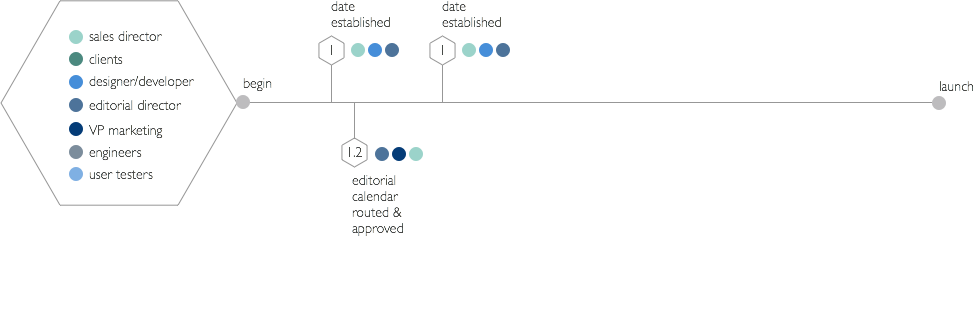 date
established
date
established
1
1
sales director
clients
designer/developer
editorial director
VP marketing
engineers
user testers
begin
launch
1.2
editorial
calendar
routed &
approved